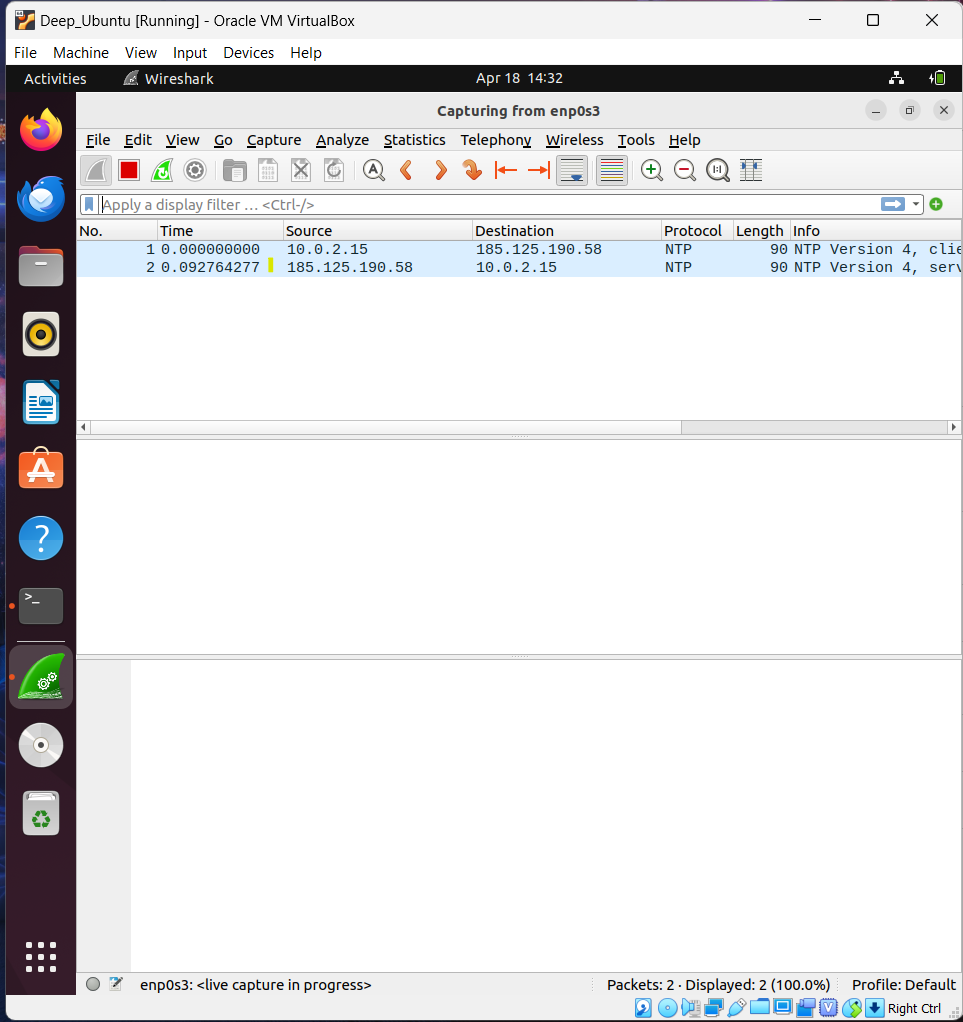 Deep_Ubuntu [Running] - Oracle VM VirtualBox
File Machine View Input Devices Help
Activities Wireshark Apr 18 14:32
Capturing from enp0s3
File Edit View Go Capture Analyze Statistics Telephony Wireless Tools Help
Apply a display filter … <Ctrl-/>
No. Time Source Destination Protocol Length Info
1 0.000000000 10.0.2.15 185.125.190.58 NTP 90 NTP Version 4, clie
2 0.092764277 185.125.190.58 10.0.2.15 NTP 90 NTP Version 4, serv
enp0s3: <live capture in progress> Packets: 2 · Displayed: 2 (100.0%) Profile: Default
Right Ctrl